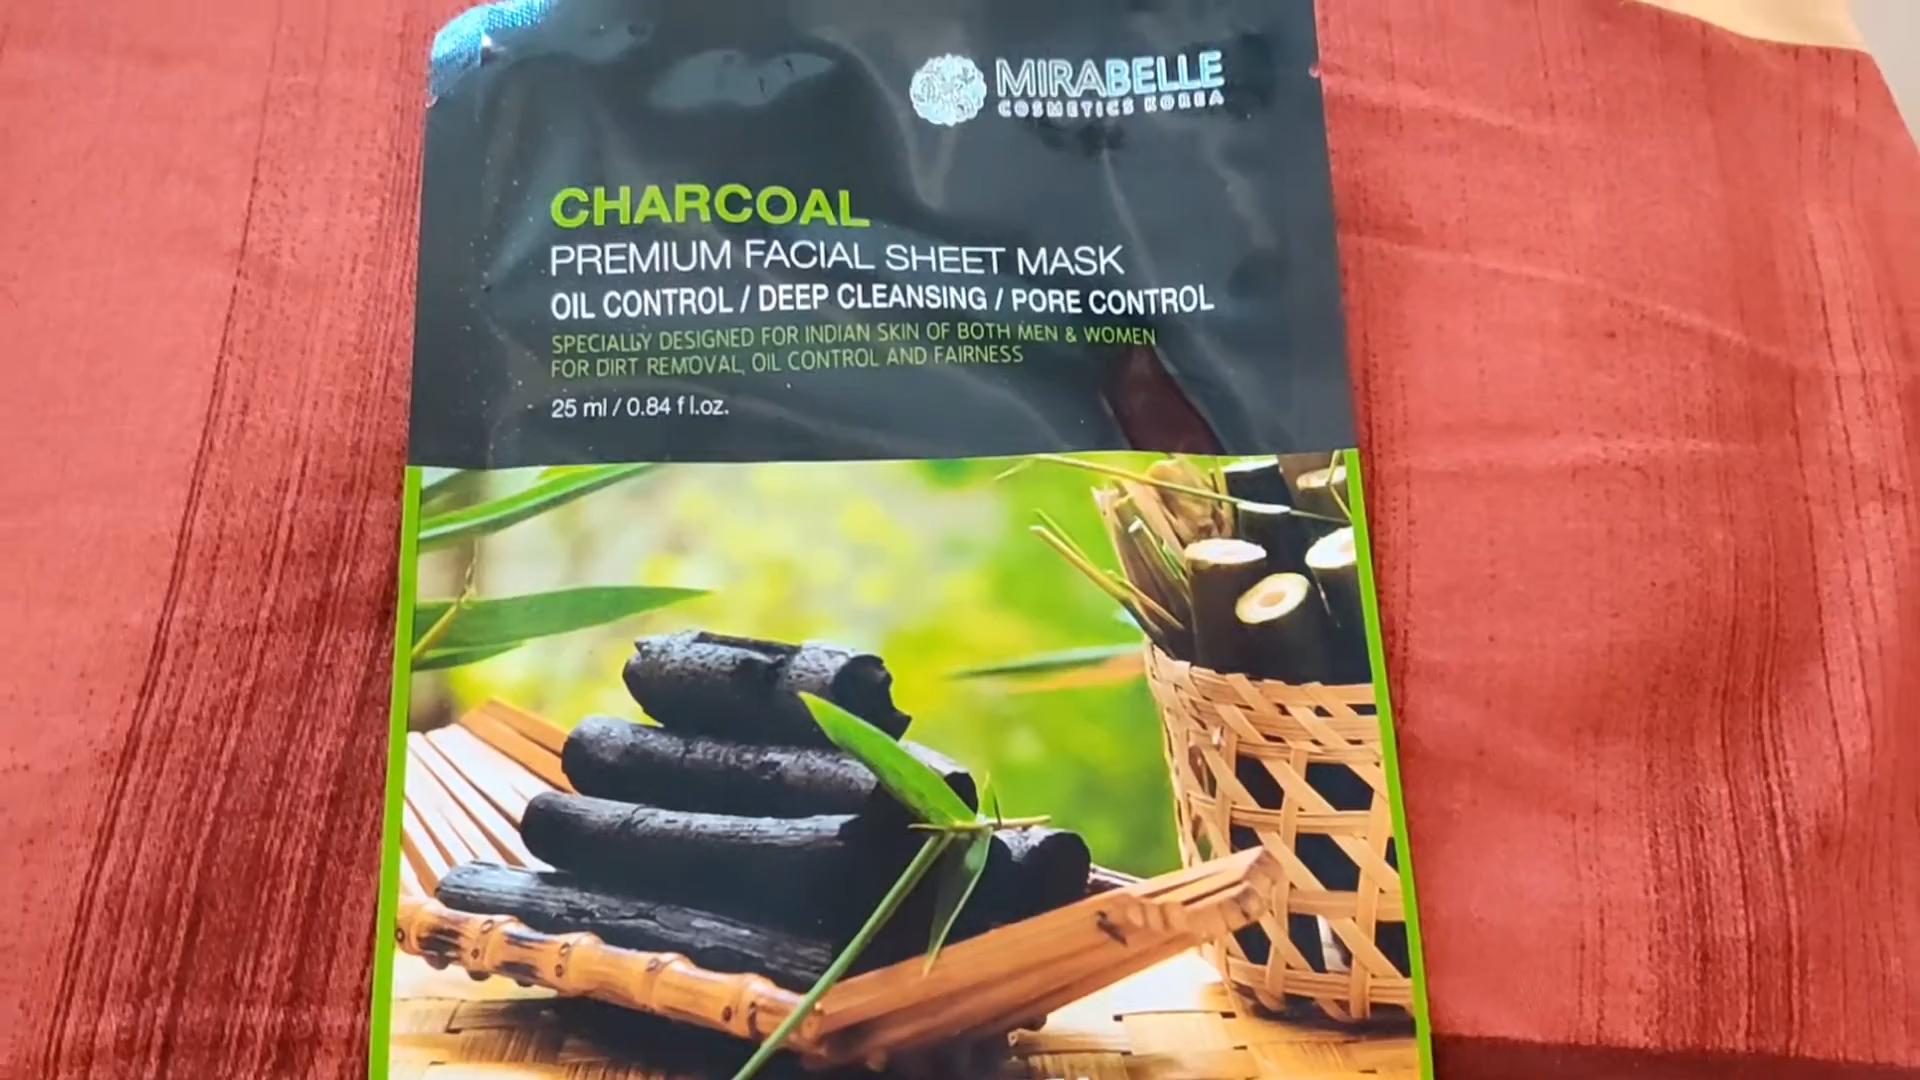 MIRABELLE
COSMETICS KOREA
CHARCOAL
PREMIUM FACIAL SHEET MASK
OIL CONTROL / DEEP CLEANSING / PORE CONTROL
SPECIALLY DESIGNED FOR INDIAN SKIN OF BOTH MEN & WOMEN
FOR DIRT REMOVAL, OIL CONTROL AND FAIRNESS
25 ml / 0.84 fl.oz.